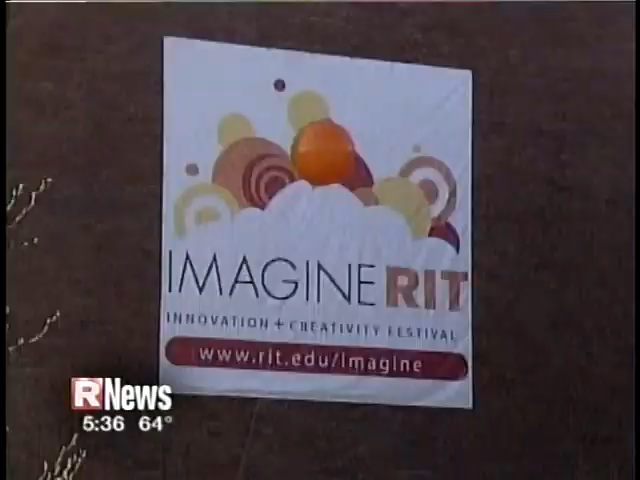 IMAGINE RIT
INNOVATION + CREATIVITY FESTIVAL
www.rit.edu/imagine
R News
5:36 64°